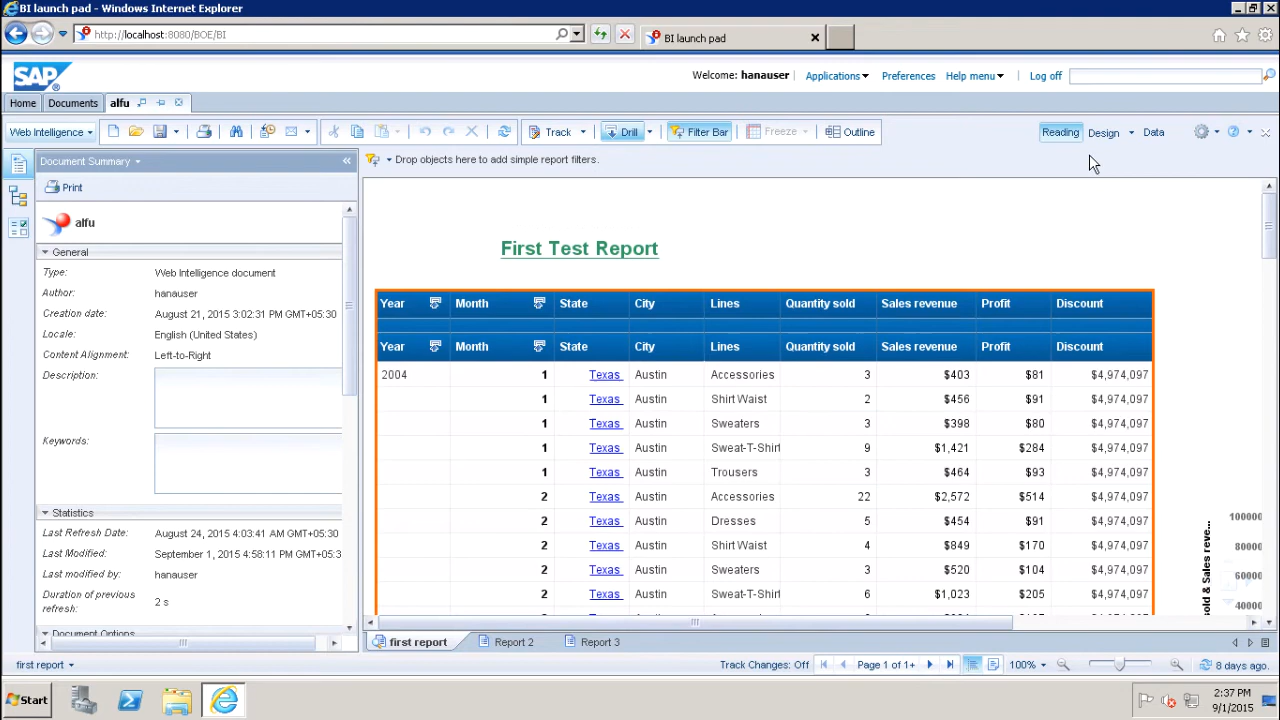 BI launch pad - Windows Internet Explorer
http://localhost:8080/BOE/BI
BI launch pad
SAP
Welcome: hanauser Applications Preferences Help menu Log off
Home Documents alfu
Web Intelligence Track Drill Filter Bar Freeze Outline Reading Design Data
Document Summary
Drop objects here to add simple report filters.
Print
alfu
General
Type: Web Intelligence document
Author: hanauser
Creation date: August 21, 2015 3:02:31 PM GMT+05:30
Locale: English (United States)
Content Alignment: Left-to-Right
Description:
Keywords:
Statistics
Last Refresh Date: August 24, 2015 4:03:41 AM GMT+05:30
Last Modified: September 1, 2015 4:58:11 PM GMT+05:3
Last modified by: hanauser
Duration of previous
refresh: 2 s
Document Options
First Test Report
Year Month State City Lines Quantity sold Sales revenue Profit Discount
Year Month State City Lines Quantity sold Sales revenue Profit Discount
2004 1 Texas Austin Accessories 3 $403 $81 $4,974,097
1 Texas Austin Shirt Waist 2 $456 $91 $4,974,097
1 Texas Austin Sweaters 3 $398 $80 $4,974,097
1 Texas Austin Sweat-T-Shirt 9 $1,421 $284 $4,974,097
1 Texas Austin Trousers 3 $464 $93 $4,974,097
2 Texas Austin Accessories 22 $2,572 $514 $4,974,097
2 Texas Austin Dresses 5 $454 $91 $4,974,097
2 Texas Austin Shirt Waist 4 $849 $170 $4,974,097
2 Texas Austin Sweaters 3 $520 $104 $4,974,097
2 Texas Austin Sweat-T-Shirt 6 $1,023 $205 $4,974,097
100000
80000
60000
40000
old & Sales reve...
first report Report 2 Report 3
first report Track Changes: Off Page 1 of 1+ 100% 8 days ago.
Start
2:37 PM
9/1/2015